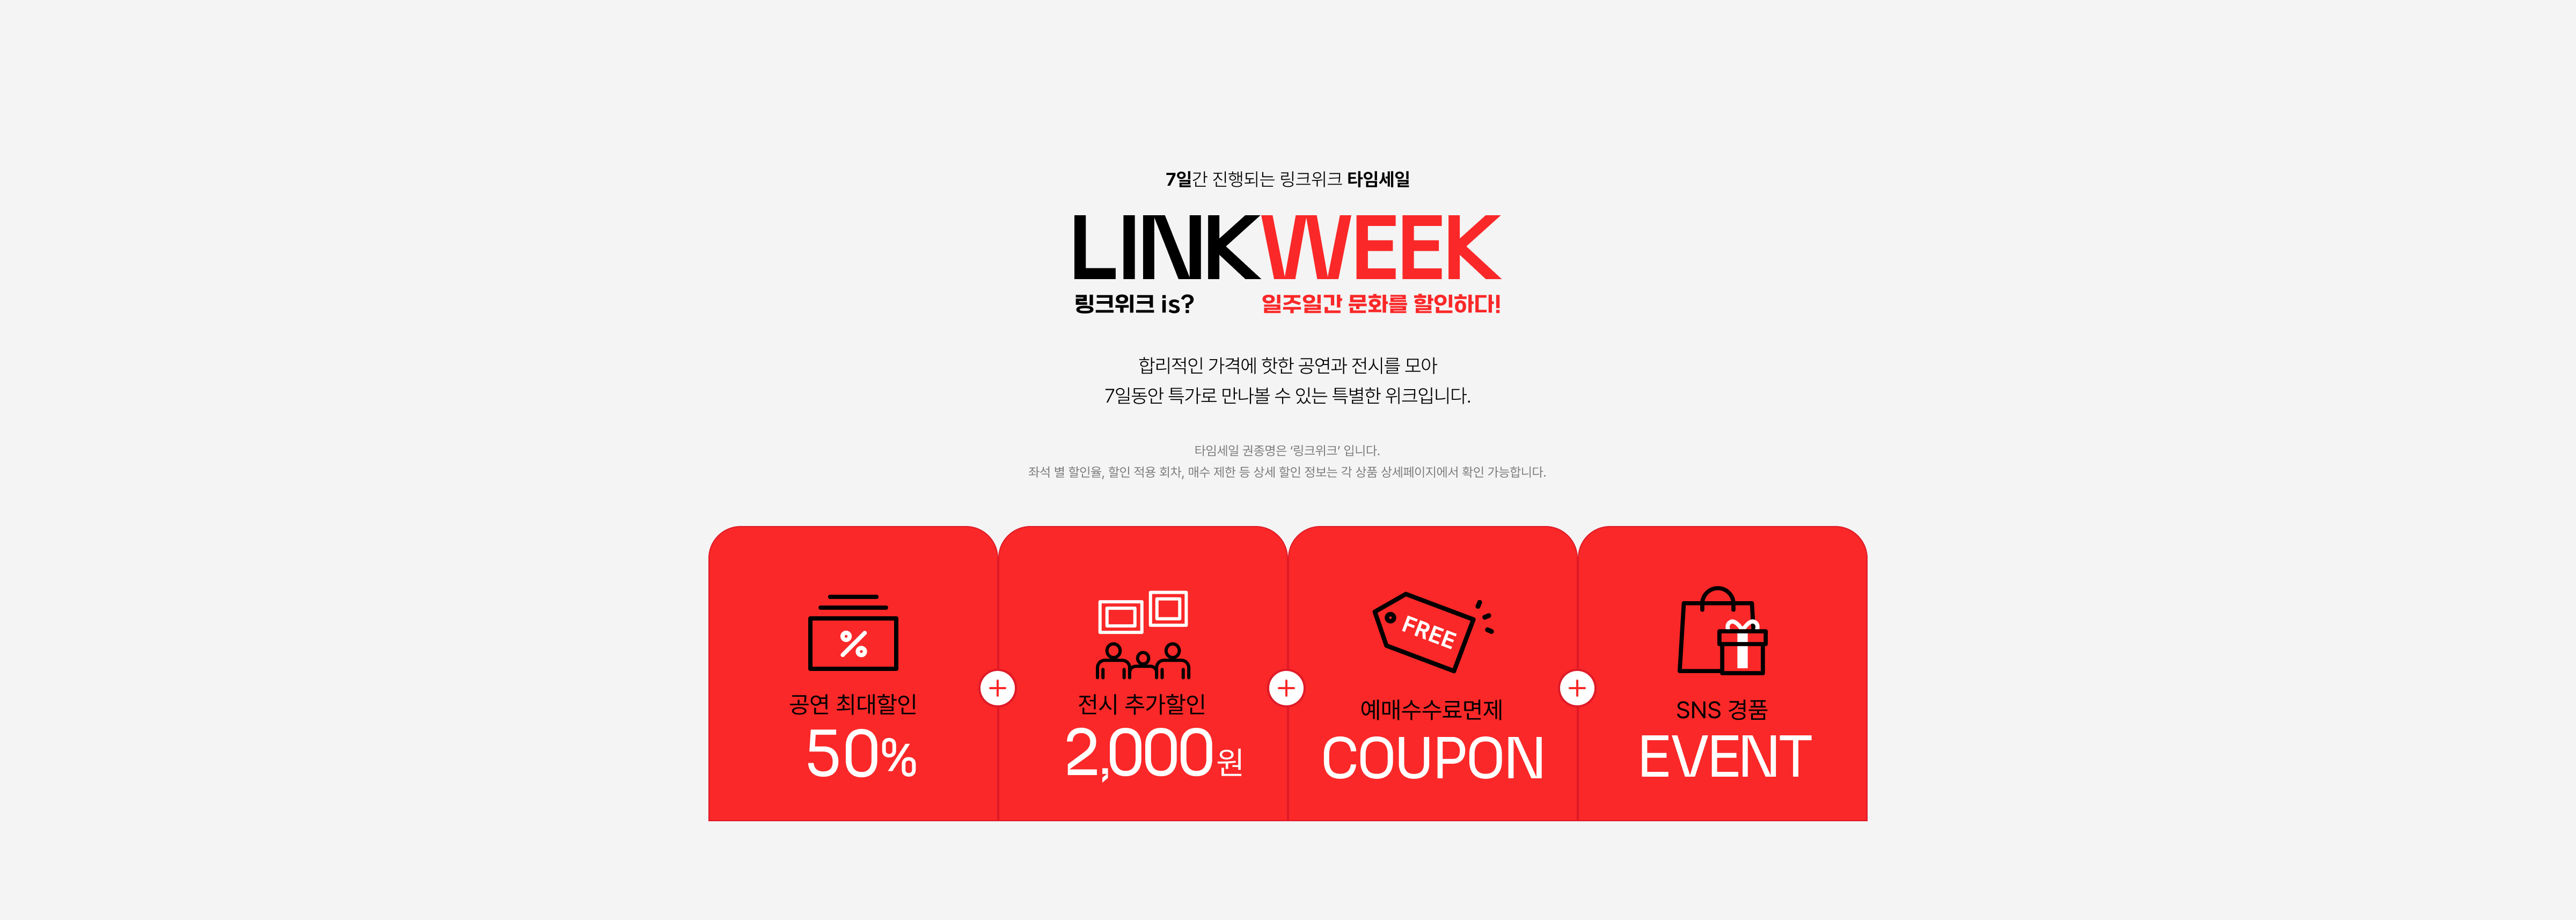 7일간 진행되는 링크위크 타임세일
LINKWEEK
링크위크 is? 일주일간 문화를 할인하다!
합리적인 가격에 핫한 공연과 전시를 모아
7일동안 특가로 만나볼 수 있는 특별한 위크입니다.
타임세일 권종명은 ‘링크위크’ 입니다.
좌석 별 할인율, 할인 적용 회차, 매수 제한 등 상세 할인 정보는 각 상품 상세페이지에서 확인 가능합니다.
%
공연 최대할인
50%
+
전시 추가할인
2,000원
+
FREE
예매수수료면제
COUPON
+
SNS 경품
EVENT